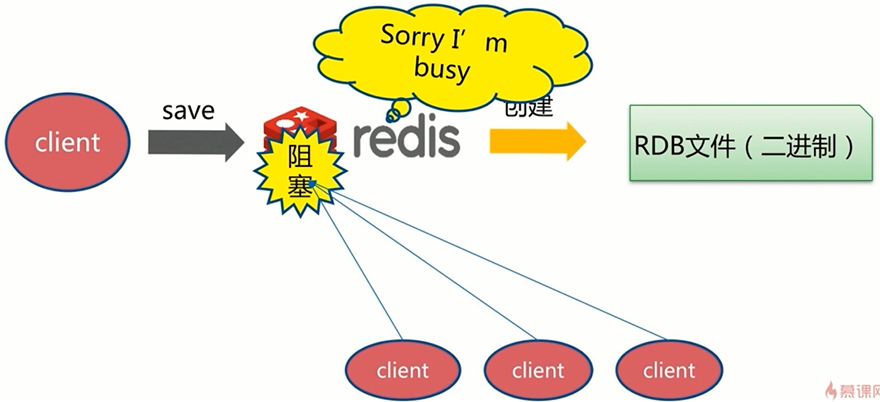 Sorry I’m
busy
save
创建
client
阻
塞
redis
RDB文件（二进制）
client
client
client
慕课网